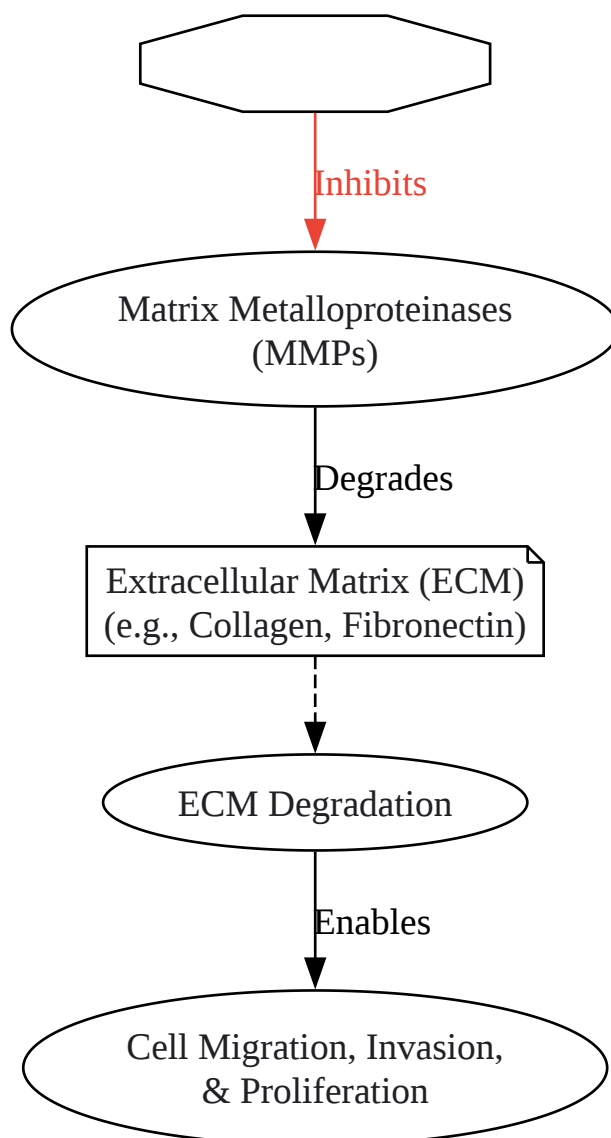 Inhibits
Matrix Metalloproteinases
(MMPs)
Degrades
Extracellular Matrix (ECM)
(e.g., Collagen, Fibronectin)
ECM Degradation
Enables
Cell Migration, Invasion,
& Proliferation